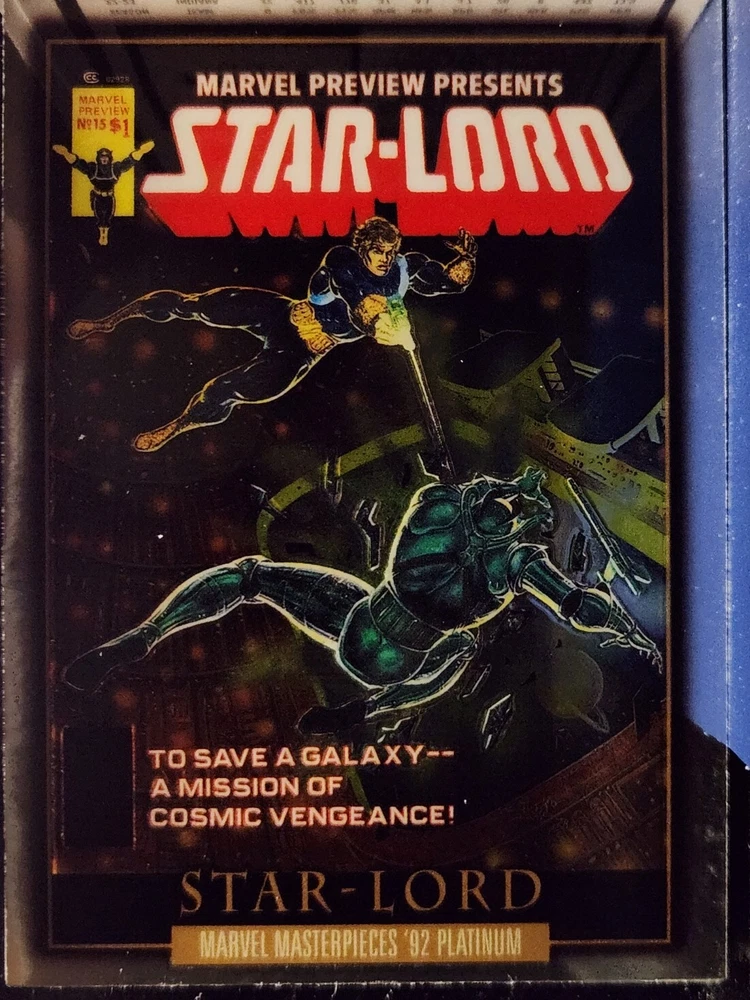 MARVEL PREVIEW PRESENTS
STAR-LORD
TM
MARVEL
PREVIEW
Nº15 $1
TO SAVE A GALAXY--
A MISSION OF
COSMIC VENGEANCE!
STAR-LORD
MARVEL MASTERPIECES '92 PLATINUM